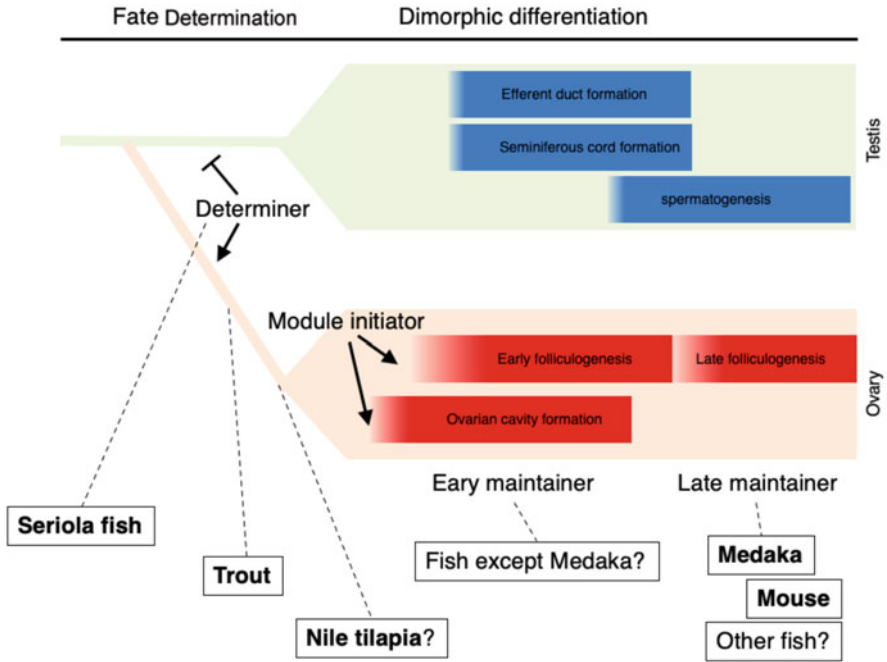 Fate Determination
Dimorphic differentiation
Efferent duct formation
Seminiferous cord formation
spermatogenesis
Testis
Determiner
Module initiator
Early folliculogenesis
Late folliculogenesis
Ovarian cavity formation
Ovary
Eary maintainer
Late maintainer
Seriola fish
Trout
Nile tilapia?
Fish except Medaka?
Medaka
Mouse
Other fish?